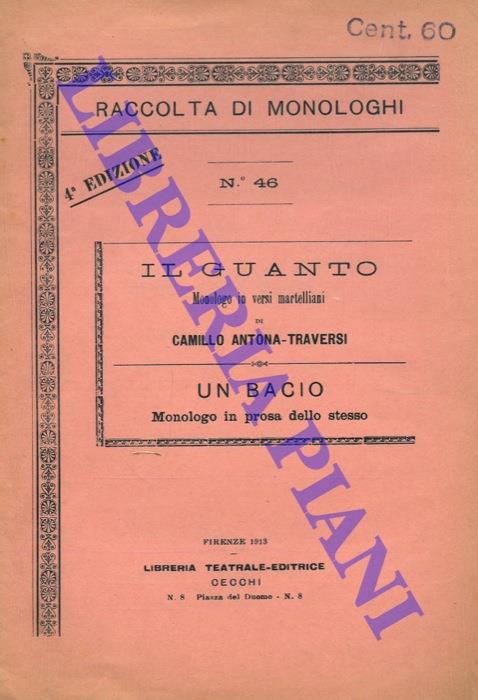 Cent. 60
RACCOLTA DI MONOLOGHI
4ª EDIZIONE
N.º 46
IL GUANTO
Monologo in versi martelliani
DI
CAMILLO ANTONA-TRAVERSI
UN BACIO
Monologo in prosa dello stesso
FIRENZE 1913
LIBRERIA TEATRALE-EDITRICE
CECCHI
N. 8 Piazza del Duomo - N. 8
LIBRERIA PIANI